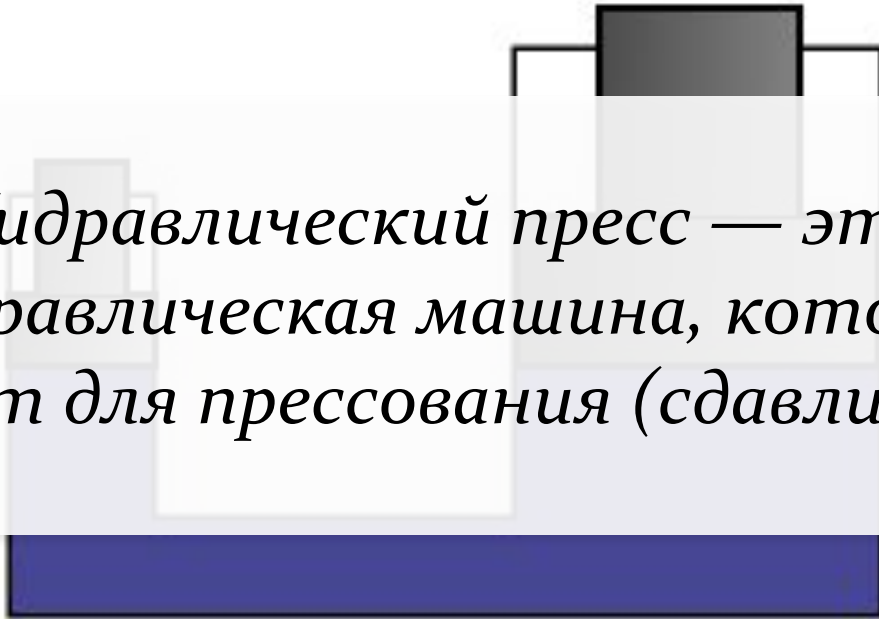 идравлический пресс — эт
равлическая машина, кото
т для прессования (сдавли